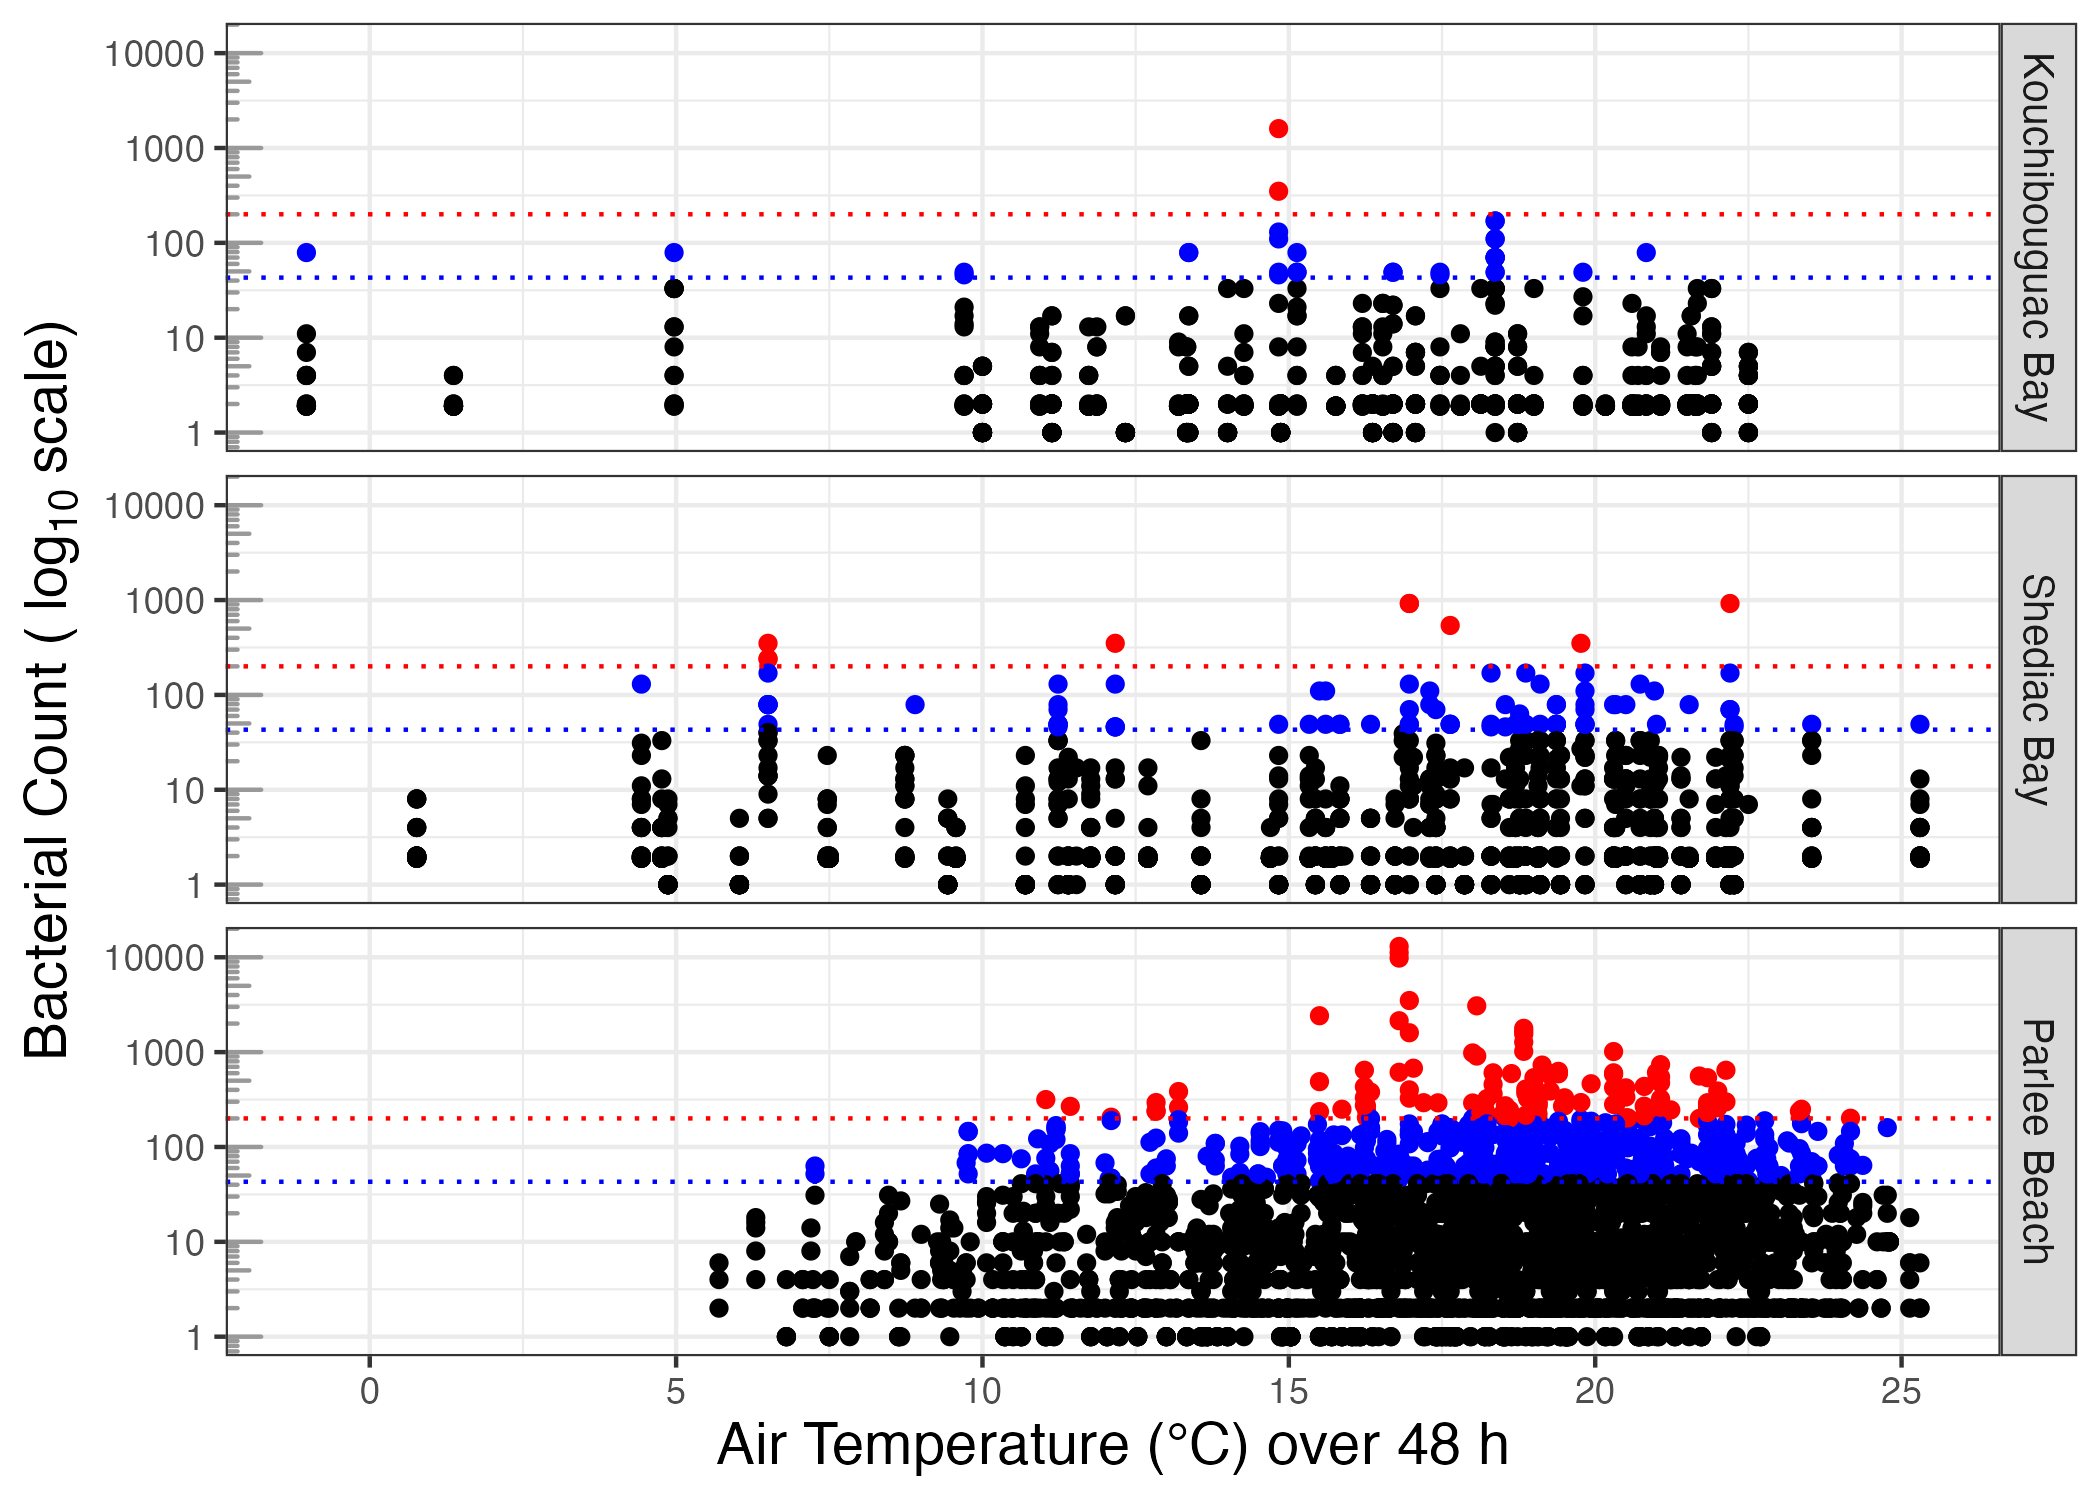 Bacterial Count ( log10 scale)
10000
1000
100
10
1
Kouchibouguac Bay
10000
1000
100
10
1
Shediac Bay
10000
1000
100
10
1
Parlee Beach
0 5 10 15 20 25
Air Temperature (°C) over 48 h